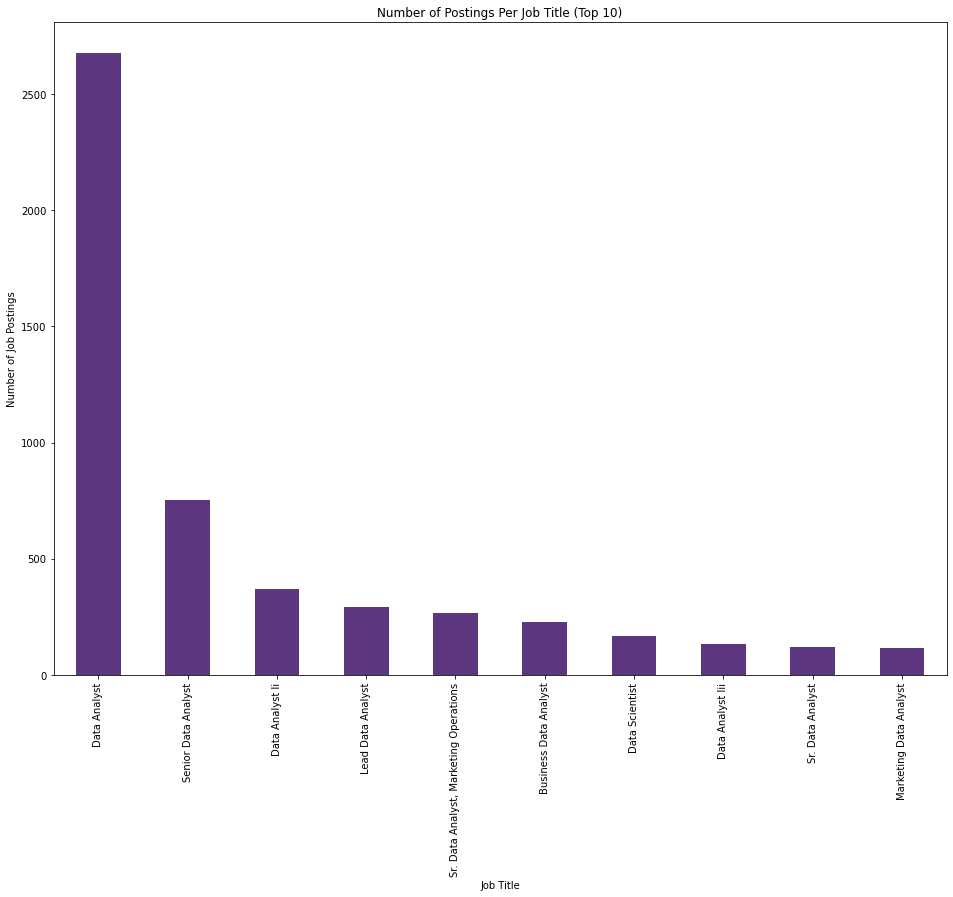 Number of Postings Per Job Title (Top 10)
Number of Job Postings
2500
2000
1500
1000
500
0
Data Analyst
Senior Data Analyst
Data Analyst Ii
Lead Data Analyst
Sr. Data Analyst, Marketing Operations
Business Data Analyst
Data Scientist
Data Analyst Iii
Sr. Data Analyst
Marketing Data Analyst
Job Title